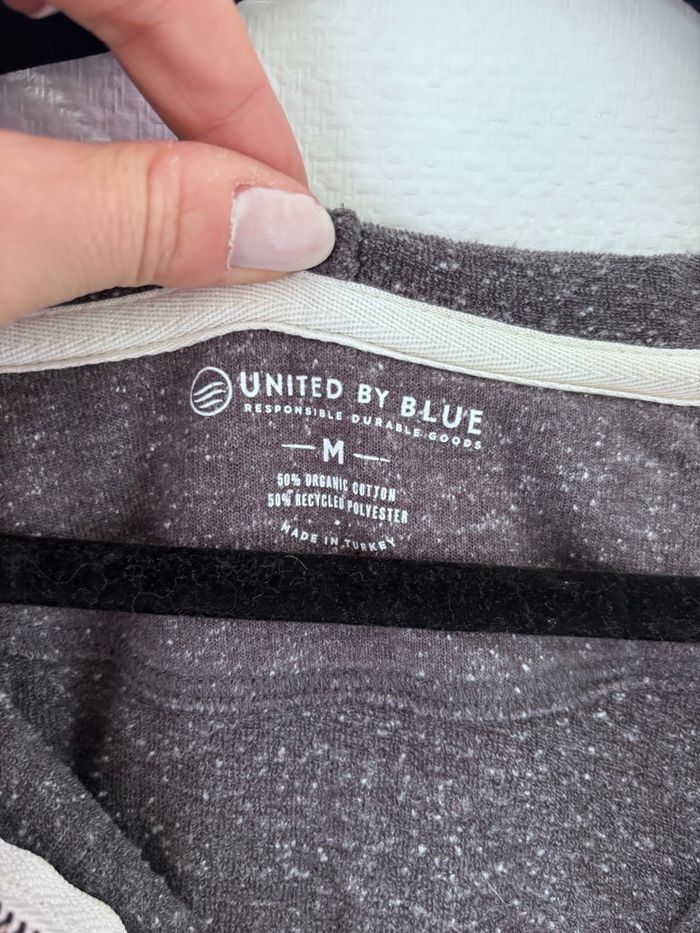 UNITED BY BLUE
RESPONSIBLE DURABLE GOODS
M
50% ORGANIC COTTON
50% RECYCLED POLYESTER
MADE IN TURKEY